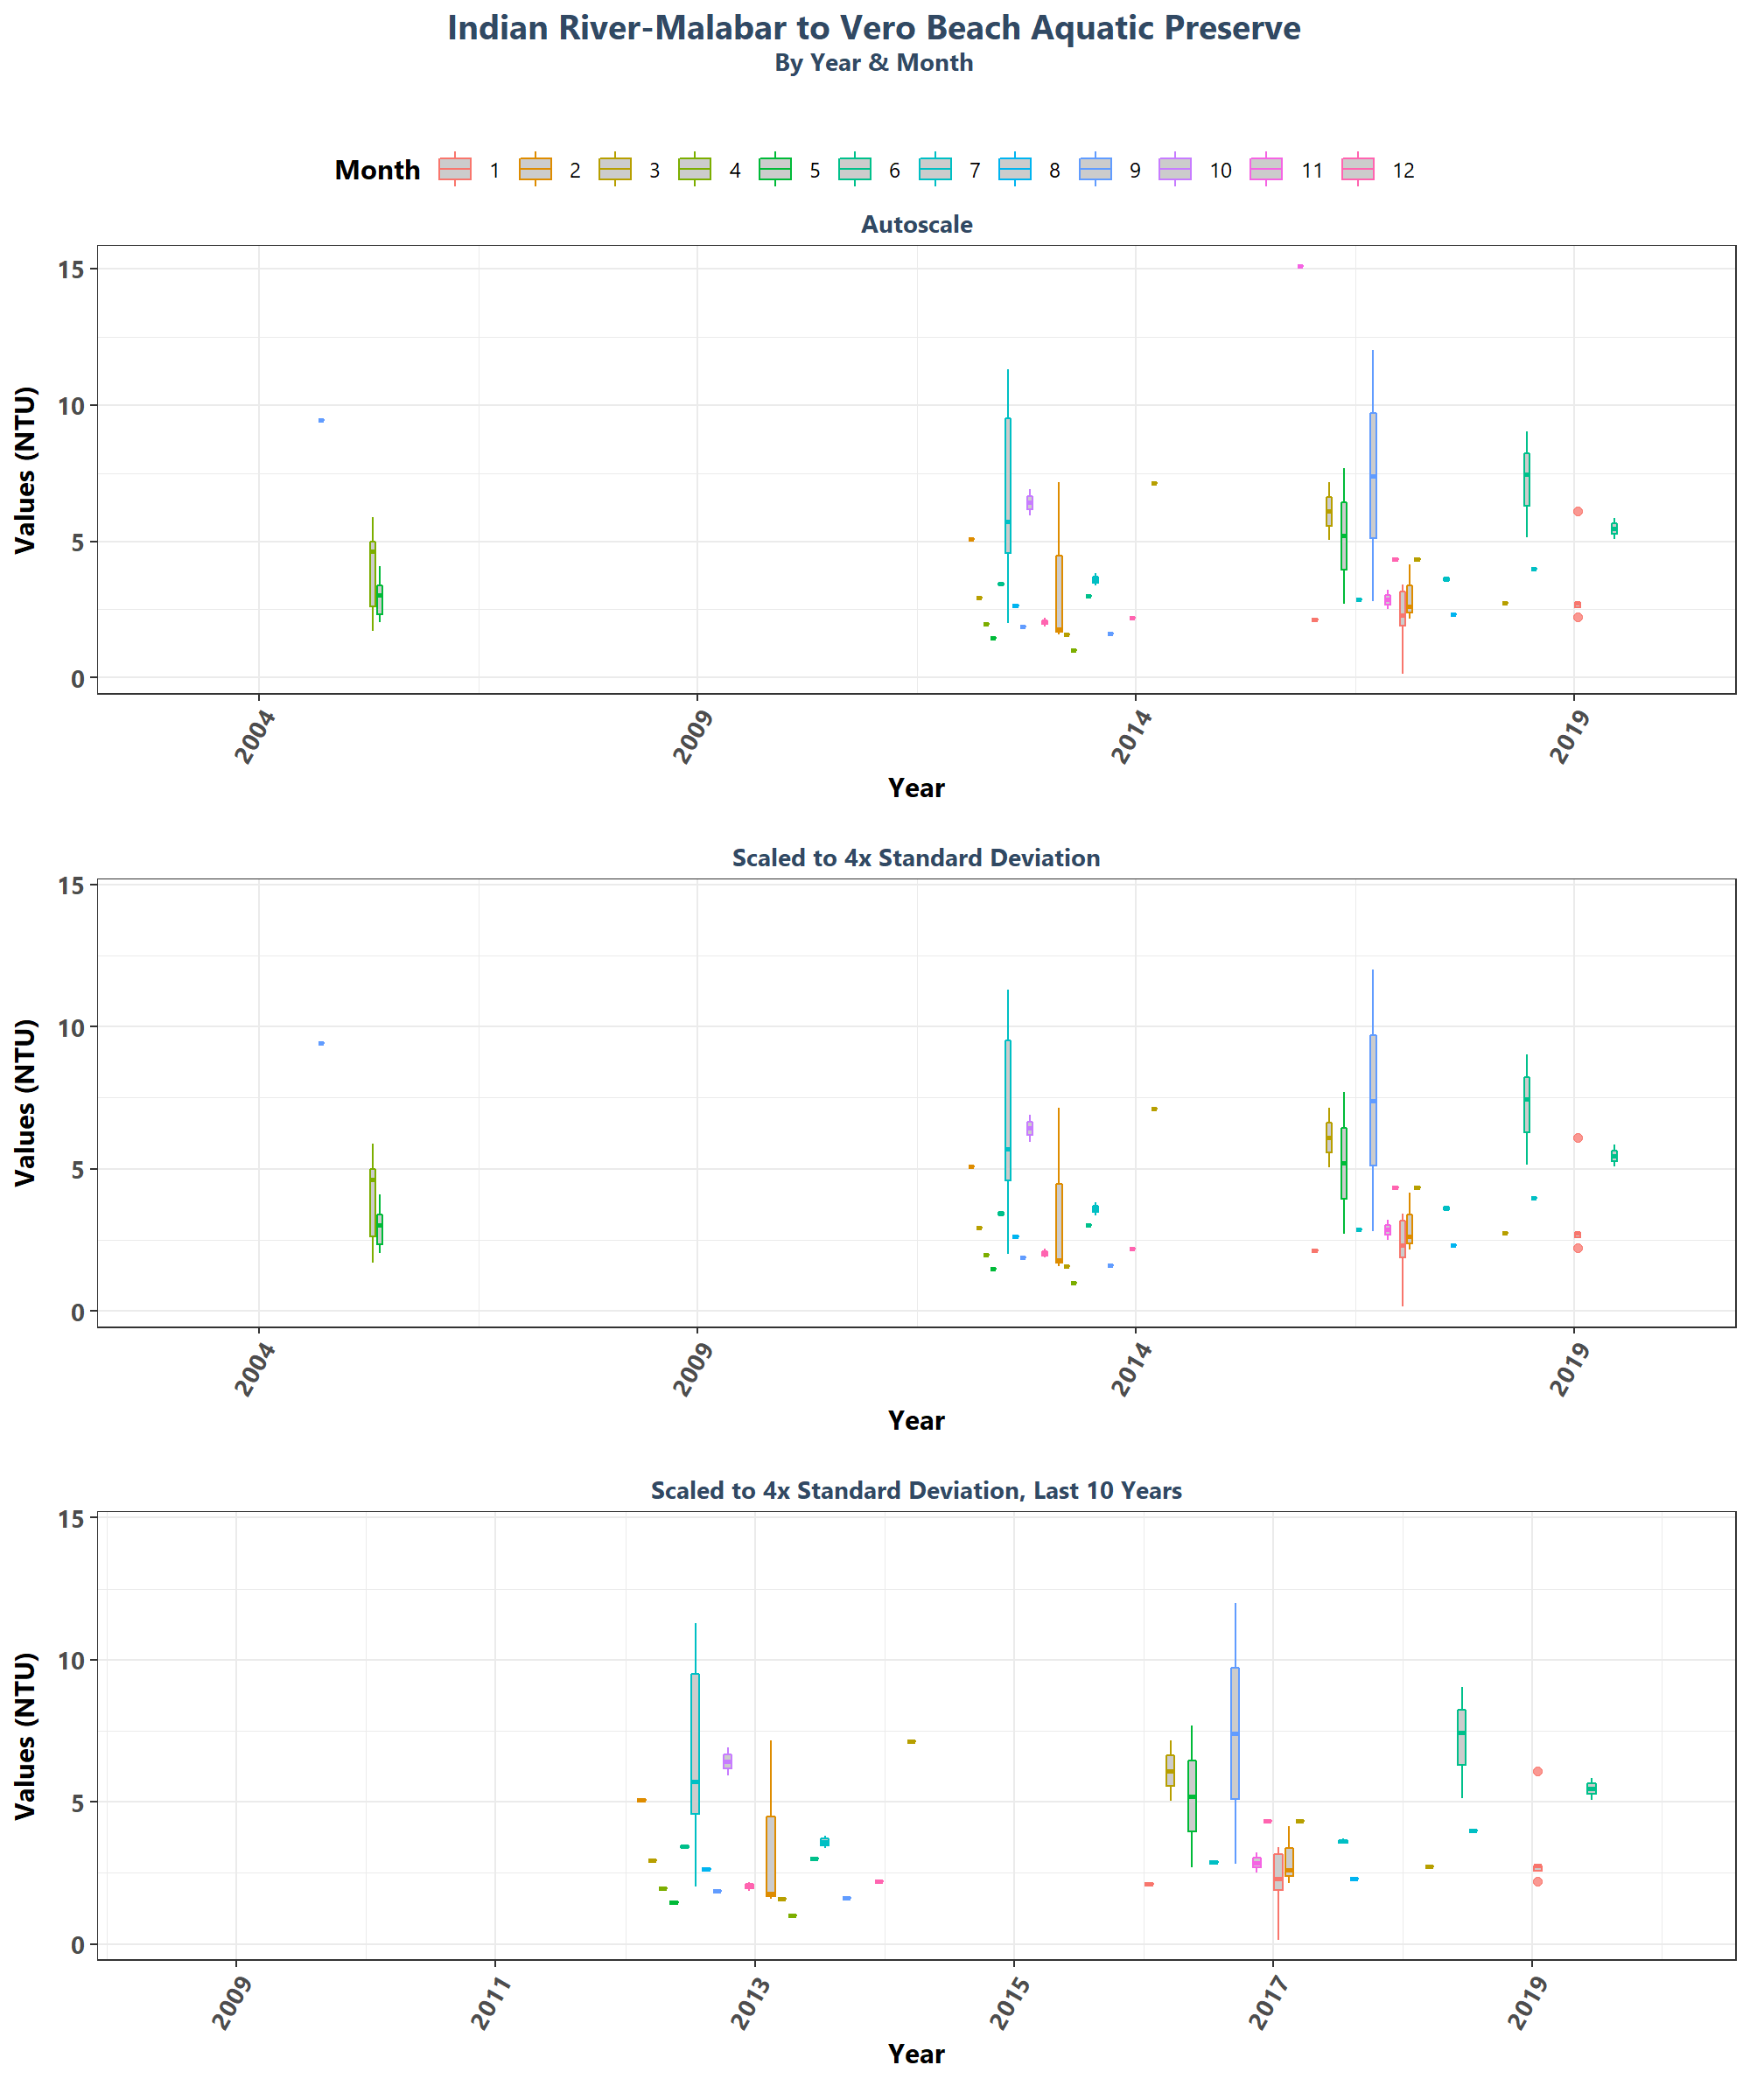 Indian River-Malabar to Vero Beach Aquatic Preserve
By Year & Month
Month 1 2 3 4 5 6 7 8 9 10 11 12
Autoscale
Values (NTU)
15
10
5
0
2004 2009 2014 2019
Year
Scaled to 4x Standard Deviation
Values (NTU)
15
10
5
0
2004 2009 2014 2019
Year
Scaled to 4x Standard Deviation, Last 10 Years
Values (NTU)
15
10
5
0
2009 2011 2013 2015 2017 2019
Year